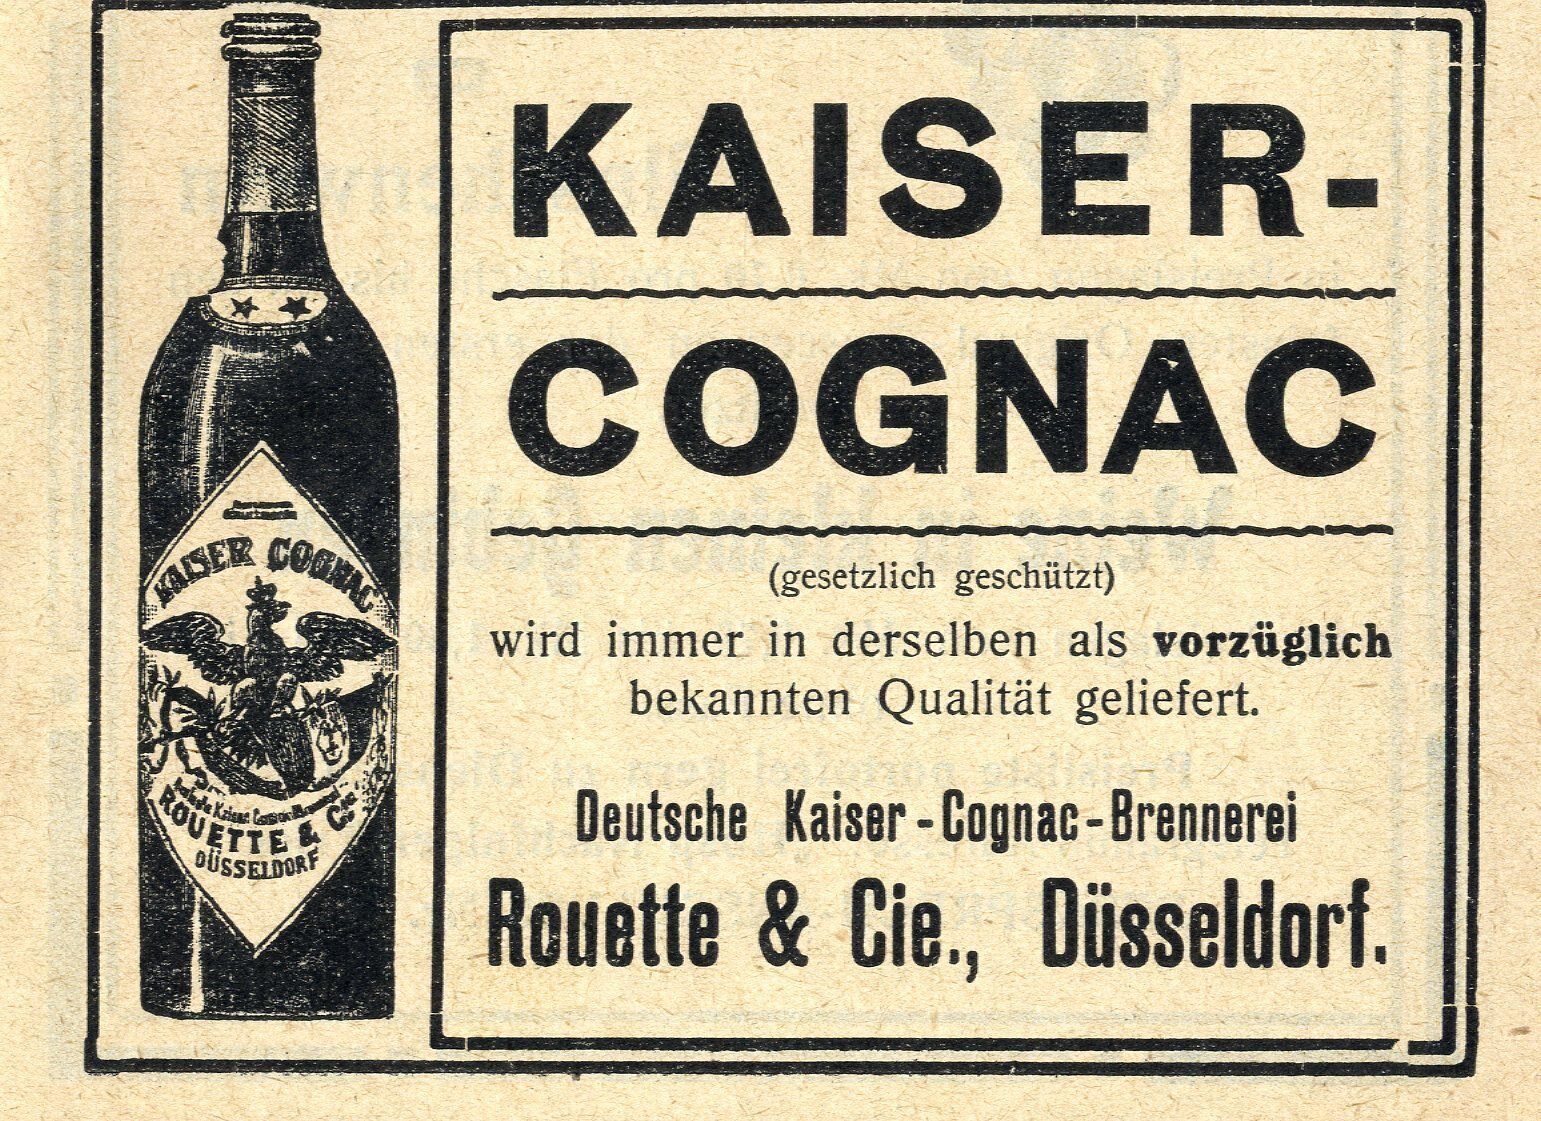 KAISER-
COGNAC
(gesetzlich geschützt)
wird immer in derselben als vorzüglich
bekannten Qualität geliefert.
Deutsche Kaiser-Cognac-Brennerei
Rouette & Cie., Düsseldorf.
KAISER COGNAC
ROUETTE & Cie
DÜSSELDORF